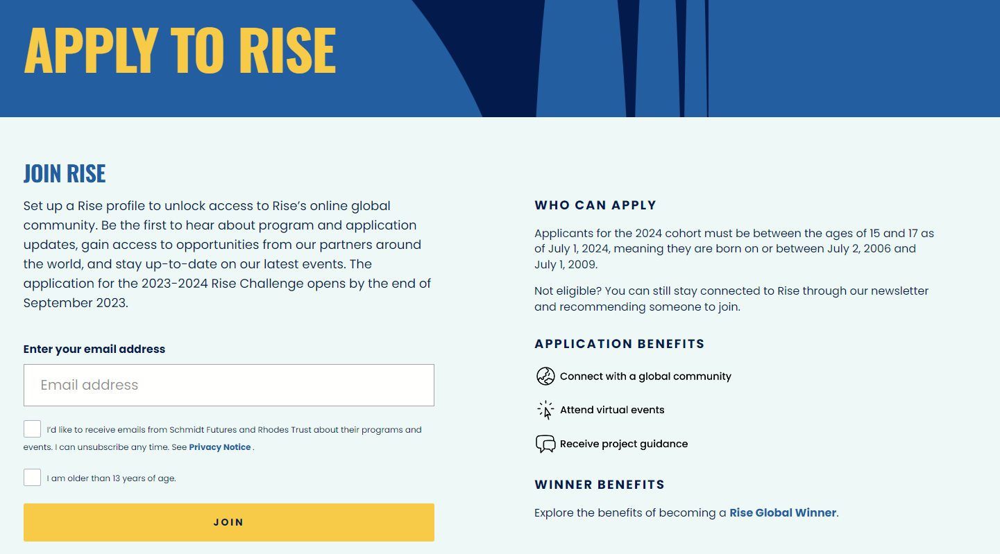 APPLY TO RISE
JOIN RISE
Set up a Rise profile to unlock access to Rise’s online global
community. Be the first to hear about program and application
updates, gain access to opportunities from our partners around
the world, and stay up-to-date on our latest events. The
application for the 2023-2024 Rise Challenge opens by the end of
September 2023.
Enter your email address
Email address
I’d like to receive emails from Schmidt Futures and Rhodes Trust about their programs and
events. I can unsubscribe any time. See Privacy Notice .
I am older than 13 years of age.
JOIN
WHO CAN APPLY
Applicants for the 2024 cohort must be between the ages of 15 and 17 as
of July 1, 2024, meaning they are born on or between July 2, 2006 and
July 1, 2009.
Not eligible? You can still stay connected to Rise through our newsletter
and recommending someone to join.
APPLICATION BENEFITS
Connect with a global community
Attend virtual events
Receive project guidance
WINNER BENEFITS
Explore the benefits of becoming a Rise Global Winner.